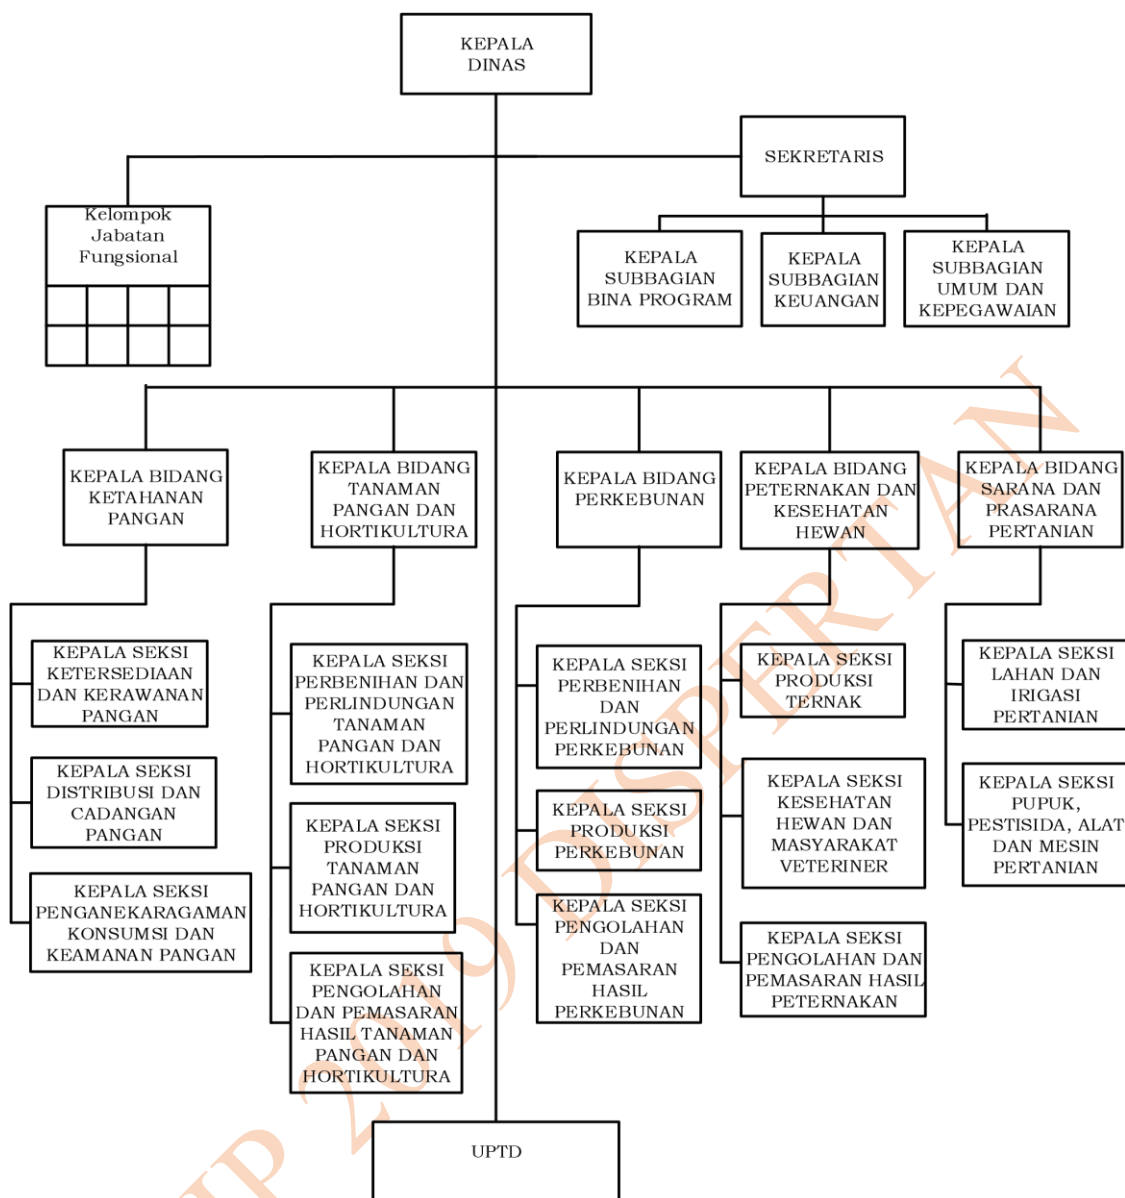 KEPALA
DINAS
SEKRETARIS
Kelompok
Jabatan
Fungsional
KEPALA
SUBBAGIAN
BINA PROGRAM
KEPALA
SUBBAGIAN
KEUANGAN
KEPALA
SUBBAGIAN
UMUM DAN
KEPEGAWAIAN
KEPALA BIDANG
KETAHANAN
PANGAN
KEPALA BIDANG
TANAMAN
PANGAN DAN
HORTIKULTURA
KEPALA BIDANG
PERKEBUNAN
KEPALA BIDANG
PETERNAKAN DAN
KESEHATAN
HEWAN
KEPALA BIDANG
SARANA DAN
PRASARANA
PERTANIAN
KEPALA SEKSI
KETERSEDIAAN
DAN KERAWANAN
PANGAN
KEPALA SEKSI
DISTRIBUSI DAN
CADANGAN
PANGAN
KEPALA SEKSI
PENGANEKARAGAMAN
KONSUMSI DAN
KEAMANAN PANGAN
KEPALA SEKSI
PERBENIHAN DAN
PERLINDUNGAN
TANAMAN
PANGAN DAN
HORTIKULTURA
KEPALA SEKSI
PRODUKSI
TANAMAN
PANGAN DAN
HORTIKULTURA
KEPALA SEKSI
PENGOLAHAN
DAN PEMASARAN
HASIL TANAMAN
PANGAN DAN
HORTIKULTURA
KEPALA SEKSI
PERBENIHAN
DAN
PERLINDUNGAN
PERKEBUNAN
KEPALA SEKSI
PRODUKSI
PERKEBUNAN
KEPALA SEKSI
PENGOLAHAN
DAN
PEMASARAN
HASIL
PERKEBUNAN
KEPALA SEKSI
PRODUKSI
TERNAK
KEPALA SEKSI
KESEHATAN
HEWAN DAN
MASYARAKAT
VETERINER
KEPALA SEKSI
PENGOLAHAN DAN
PEMASARAN HASIL
PETERNAKAN
KEPALA SEKSI
LAHAN DAN
IRIGASI
PERTANIAN
KEPALA SEKSI
PUPUK,
PESTISIDA, ALAT
DAN MESIN
PERTANIAN
UPTD
2019 DISPERTAN